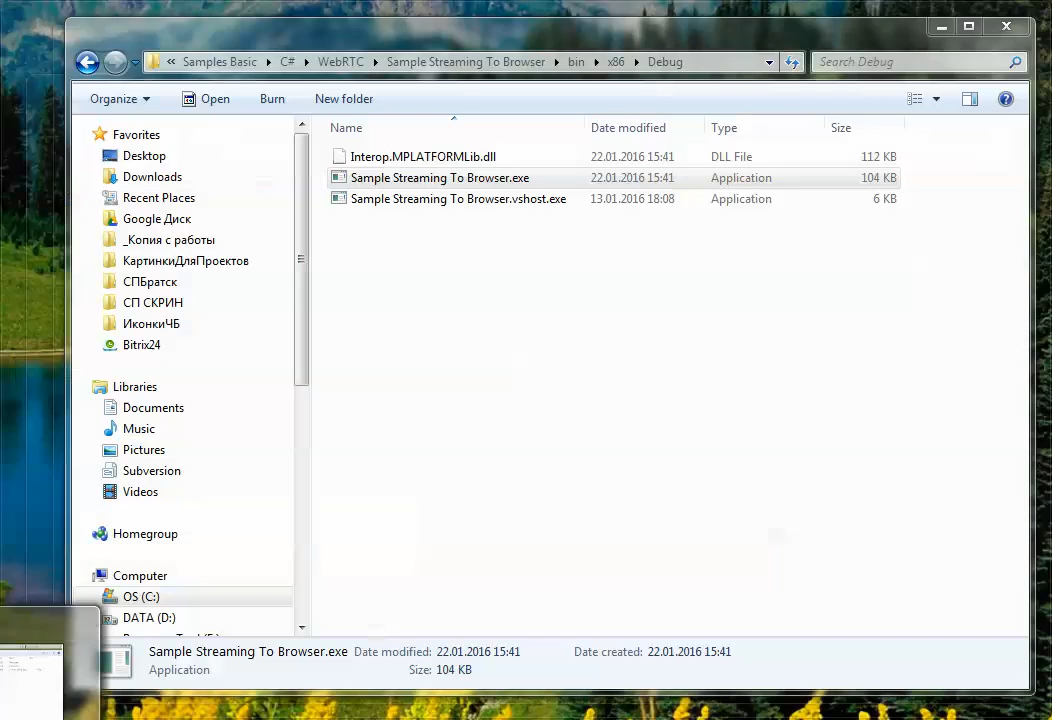 « Samples Basic ▸ C# ▸ WebRTC ▸ Sample Streaming To Browser ▸ bin ▸ x86 ▸ Debug
Search Debug
Organize
Open
Burn
New folder
Name
Date modified
Type
Size
Interop.MPLATFORMLib.dll 22.01.2016 15:41 DLL File 112 KB
Sample Streaming To Browser.exe 22.01.2016 15:41 Application 104 KB
Sample Streaming To Browser.vshost.exe 13.01.2016 18:08 Application 6 KB
Favorites
Desktop
Downloads
Recent Places
Google Диск
_Копия с работы
КартинкиДляПроектов
СПБратск
СП СКРИН
ИконкиЧБ
Bitrix24
Libraries
Documents
Music
Pictures
Subversion
Videos
Homegroup
Computer
OS (C:)
DATA (D:)
Sample Streaming To Browser.exe Date modified: 22.01.2016 15:41 Date created: 22.01.2016 15:41
Application Size: 104 KB